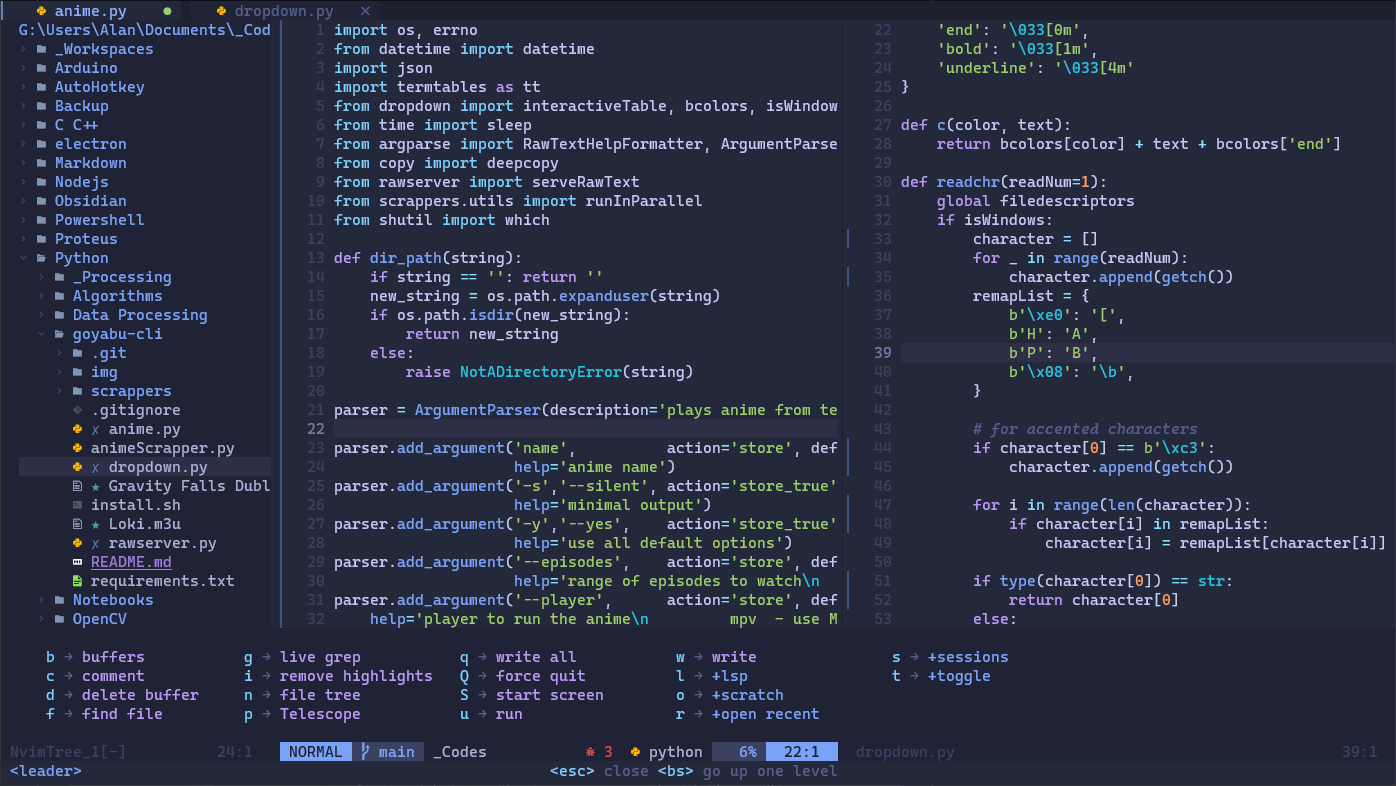 anime.py
dropdown.py
G:\Users\Alan\Documents\_Cod
_Workspaces
Arduino
AutoHotkey
Backup
C C++
electron
Markdown
Nodejs
Obsidian
Powershell
Proteus
Python
_Processing
Algorithms
Data Processing
goyabu-cli
.git
img
scrappers
.gitignore
✗ anime.py
animeScrapper.py
✗ dropdown.py
★ Gravity Falls Dubl
install.sh
★ Loki.m3u
✗ rawserver.py
README.md
requirements.txt
Notebooks
OpenCV
1 import os, errno
2 from datetime import datetime
3 import json
4 import termtables as tt
5 from dropdown import interactiveTable, bcolors, isWindow
6 from time import sleep
7 from argparse import RawTextHelpFormatter, ArgumentParse
8 from copy import deepcopy
9 from rawserver import serveRawText
10 from scrappers.utils import runInParallel
11 from shutil import which
12
13 def dir_path(string):
14     if string == '': return ''
15     new_string = os.path.expanduser(string)
16     if os.path.isdir(new_string):
17         return new_string
18     else:
19         raise NotADirectoryError(string)
20
21 parser = ArgumentParser(description='plays anime from te
22
23 parser.add_argument('name',          action='store', def
24                     help='anime name')
25 parser.add_argument('-s','--silent', action='store_true'
26                     help='minimal output')
27 parser.add_argument('-y','--yes',    action='store_true'
28                     help='use all default options')
29 parser.add_argument('--episodes',    action='store', def
30                     help='range of episodes to watch\n
31 parser.add_argument('--player',      action='store', def
32     help='player to run the anime\n         mpv  - use M
22     'end': '\033[0m',
23     'bold': '\033[1m',
24     'underline': '\033[4m'
25 }
26
27 def c(color, text):
28     return bcolors[color] + text + bcolors['end']
29
30 def readchr(readNum=1):
31     global filedescriptors
32     if isWindows:
33         character = []
34         for _ in range(readNum):
35             character.append(getch())
36         remapList = {
37             b'\xe0': '[',
38             b'H': 'A',
39             b'P': 'B',
40             b'\x08': '\b',
41         }
42
43         # for accented characters
44         if character[0] == b'\xc3':
45             character.append(getch())
46
47         for i in range(len(character)):
48             if character[i] in remapList:
49                 character[i] = remapList[character[i]]
50
51         if type(character[0]) == str:
52             return character[0]
53         else:
b → buffers g → live grep q → write all w → write s → +sessions
c → comment i → remove highlights Q → force quit l → +lsp t → +toggle
d → delete buffer n → file tree S → start screen o → +scratch
f → find file p → Telescope u → run r → +open recent
NvimTree_1[-] 24:1 NORMAL main _Codes 3 python 6% 22:1 dropdown.py 39:1
<leader> <esc> close <bs> go up one level